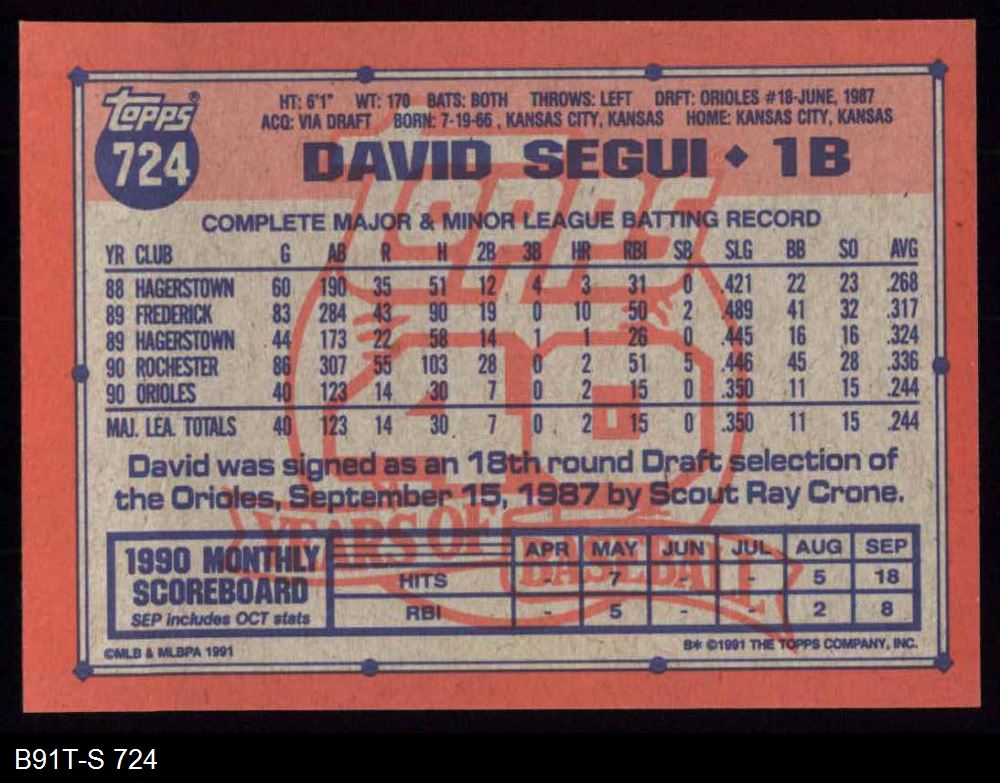 Topps®
724
HT: 6'1" WT: 170 BATS: BOTH THROWS: LEFT DRFT: ORIOLES #18-JUNE, 1987
ACQ: VIA DRAFT BORN: 7-19-66, KANSAS CITY, KANSAS HOME: KANSAS CITY, KANSAS
DAVID SEGUI ◆ 1B
COMPLETE MAJOR & MINOR LEAGUE BATTING RECORD
YR CLUB G AB R H 2B 3B HR RBI SB SLG BB SO AVG
88 HAGERSTOWN 60 190 35 51 12 4 3 31 0 .421 22 23 .268
89 FREDERICK 83 284 43 90 19 0 10 50 2 .489 41 32 .317
89 HAGERSTOWN 44 173 22 58 14 1 1 26 0 .445 16 16 .324
90 ROCHESTER 86 307 55 103 28 0 2 51 5 .446 45 28 .336
90 ORIOLES 40 123 14 30 7 0 2 15 0 .350 11 15 .244
MAJ. LEA. TOTALS 40 123 14 30 7 0 2 15 0 .350 11 15 .244
TOPPS
40
YEARS OF
BASEBALL
David was signed as an 18th round Draft selection of
the Orioles, September 15, 1987 by Scout Ray Crone.
1990 MONTHLY
SCOREBOARD
SEP includes OCT stats
APR MAY JUN JUL AUG SEP
HITS - 7 - - 5 18
RBI - 5 - - 2 8
©MLB & MLBPA 1991
B* ©1991 THE TOPPS COMPANY, INC.
B91T-S 724